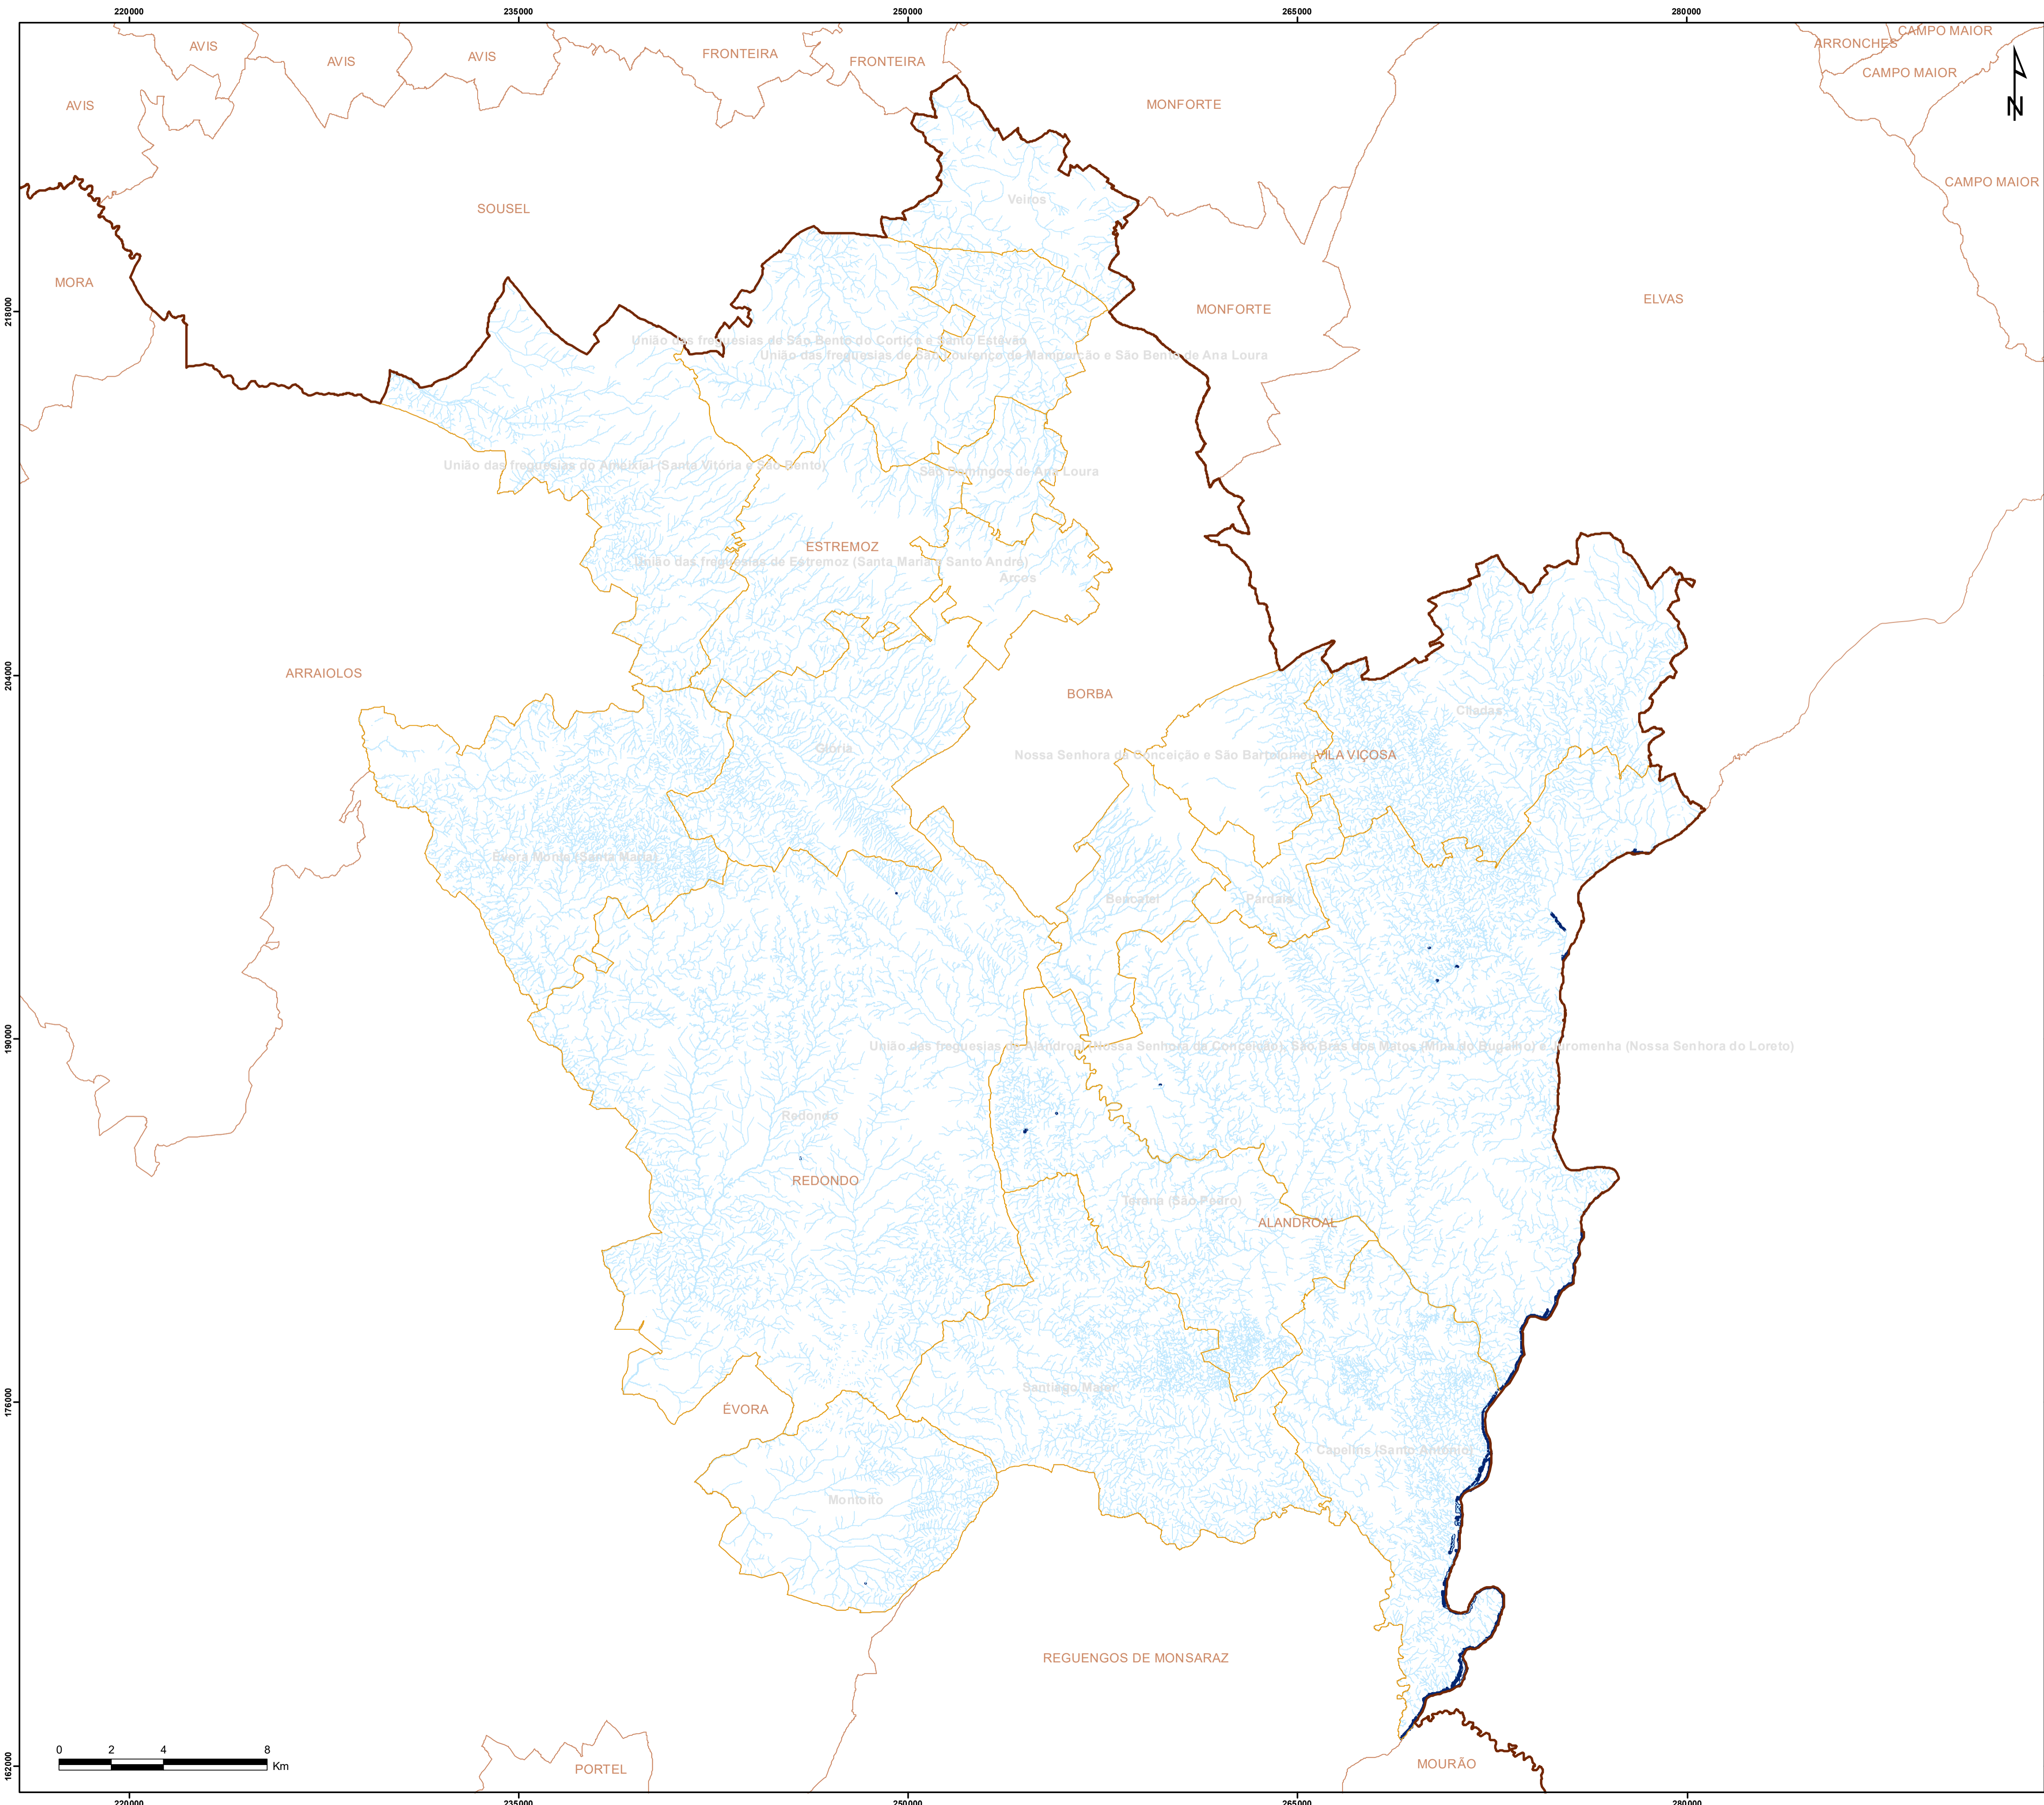 220000
235000
250000
265000
280000
AVIS
AVIS
AVIS
AVIS
FRONTEIRA
FRONTEIRA
MONFORTE
ARRONCHES
CAMPO MAIOR
CAMPO MAIOR
CAMPO MAIOR
N
SOUSEL
Veiros
MORA
MONFORTE
ELVAS
218000
União das freguesias de São Bento do Cortiço e Santo Estêvão
União das freguesias de São Lourenço de Mamporcão e São Bento de Ana Loura
União das freguesias do Ameixial (Santa Vitória e São Bento)
São Domingos de Ana Loura
ESTREMOZ
União das freguesias de Estremoz (Santa Maria e Santo André)
Arcos
ARRAIOLOS
204000
BORBA
Ciladas
Glória
Nossa Senhora da Conceição e São Bartolomeu
VILA VIÇOSA
Évora Monte (Santa Maria)
Bencatel
Pardais
190000
União das freguesias de Alandroal (Nossa Senhora da Conceição), São Brás dos Matos (Mina do Bugalho) e Juromenha (Nossa Senhora do Loreto)
Redondo
REDONDO
Terena (São Pedro)
ALANDROAL
Santiago Maior
176000
ÉVORA
Capelins (Santo António)
Montoito
REGUENGOS DE MONSARAZ
0 2 4 8
Km
PORTEL
MOURÃO
162000
220000
235000
250000
265000
280000